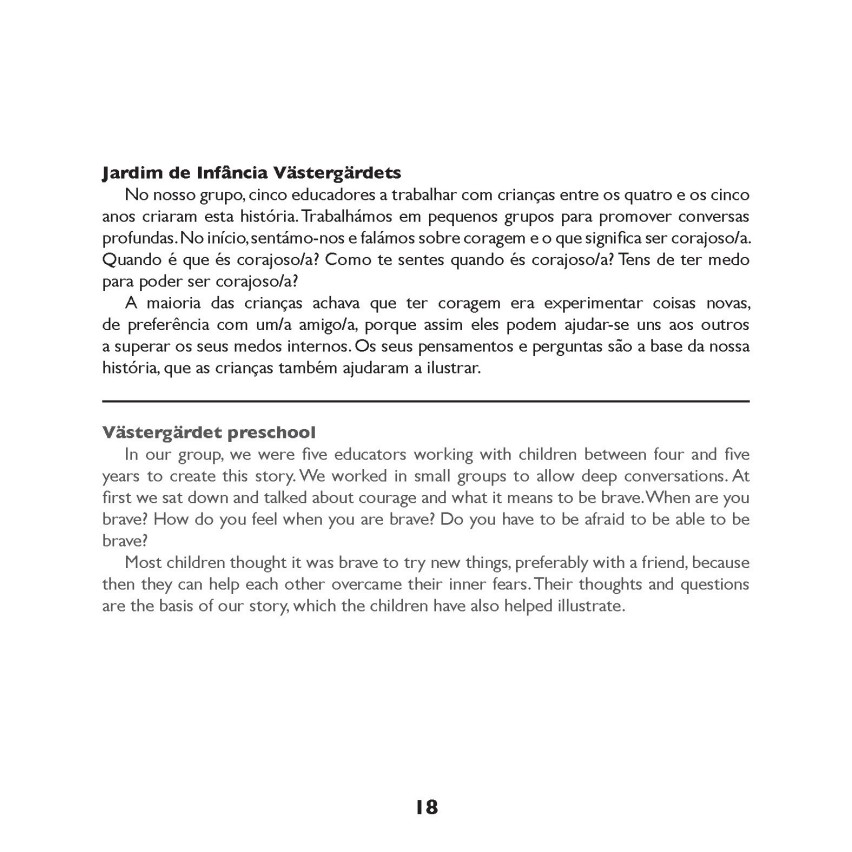 Jardim de Infância Västergärdets
No nosso grupo, cinco educadores a trabalhar com crianças entre os quatro e os cinco
anos criaram esta história. Trabalhámos em pequenos grupos para promover conversas
profundas. No início, sentámo-nos e falámos sobre coragem e o que significa ser corajoso/a.
Quando é que és corajoso/a? Como te sentes quando és corajoso/a? Tens de ter medo
para poder ser corajoso/a?
A maioria das crianças achava que ter coragem era experimentar coisas novas,
de preferência com um/a amigo/a, porque assim eles podem ajudar-se uns aos outros
a superar os seus medos internos. Os seus pensamentos e perguntas são a base da nossa
história, que as crianças também ajudaram a ilustrar.
Västergärdet preschool
In our group, we were five educators working with children between four and five
years to create this story. We worked in small groups to allow deep conversations. At
first we sat down and talked about courage and what it means to be brave. When are you
brave? How do you feel when you are brave? Do you have to be afraid to be able to be
brave?
Most children thought it was brave to try new things, preferably with a friend, because
then they can help each other overcame their inner fears. Their thoughts and questions
are the basis of our story, which the children have also helped illustrate.
18